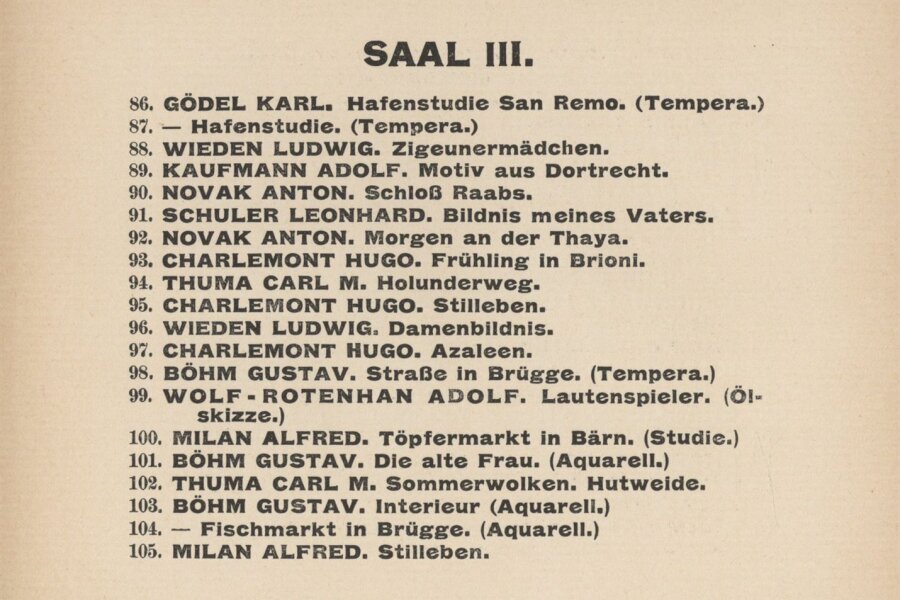 SAAL III.
86. GÖDEL KARL. Hafenstudie San Remo. (Tempera.)
87. — Hafenstudie. (Tempera.)
88. WIEDEN LUDWIG. Zigeunermädchen.
89. KAUFMANN ADOLF. Motiv aus Dortrecht.
90. NOVAK ANTON. Schloß Raabs.
91. SCHULER LEONHARD. Bildnis meines Vaters.
92. NOVAK ANTON. Morgen an der Thaya.
93. CHARLEMONT HUGO. Frühling in Brioni.
94. THUMA CARL M. Holunderweg.
95. CHARLEMONT HUGO. Stilleben.
96. WIEDEN LUDWIG. Damenbildnis.
97. CHARLEMONT HUGO. Azaleen.
98. BÖHM GUSTAV. Straße in Brügge. (Tempera.)
99. WOLF-ROTENHAN ADOLF. Lautenspieler. (Öl-
skizze.)
100. MILAN ALFRED. Töpfermarkt in Bärn. (Studie.)
101. BÖHM GUSTAV. Die alte Frau. (Aquarell.)
102. THUMA CARL M. Sommerwolken. Hutweide.
103. BÖHM GUSTAV. Interieur (Aquarell.)
104. — Fischmarkt in Brügge. (Aquarell.)
105. MILAN ALFRED. Stilleben.